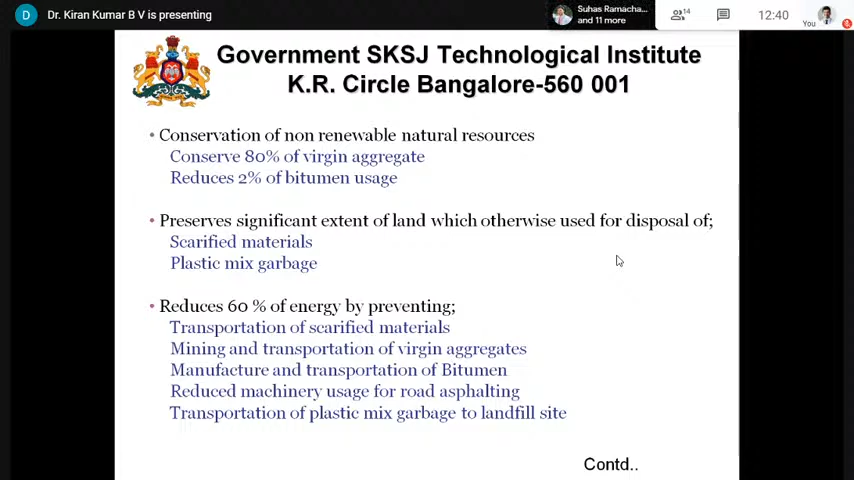 D
Dr. Kiran Kumar B V is presenting
Suhas Ramacha...
and 11 more
14
12:40
You
Government SKSJ Technological Institute
K.R. Circle Bangalore-560 001
• Conservation of non renewable natural resources
Conserve 80% of virgin aggregate
Reduces 2% of bitumen usage
• Preserves significant extent of land which otherwise used for disposal of;
Scarified materials
Plastic mix garbage
• Reduces 60 % of energy by preventing;
Transportation of scarified materials
Mining and transportation of virgin aggregates
Manufacture and transportation of Bitumen
Reduced machinery usage for road asphalting
Transportation of plastic mix garbage to landfill site
Contd..